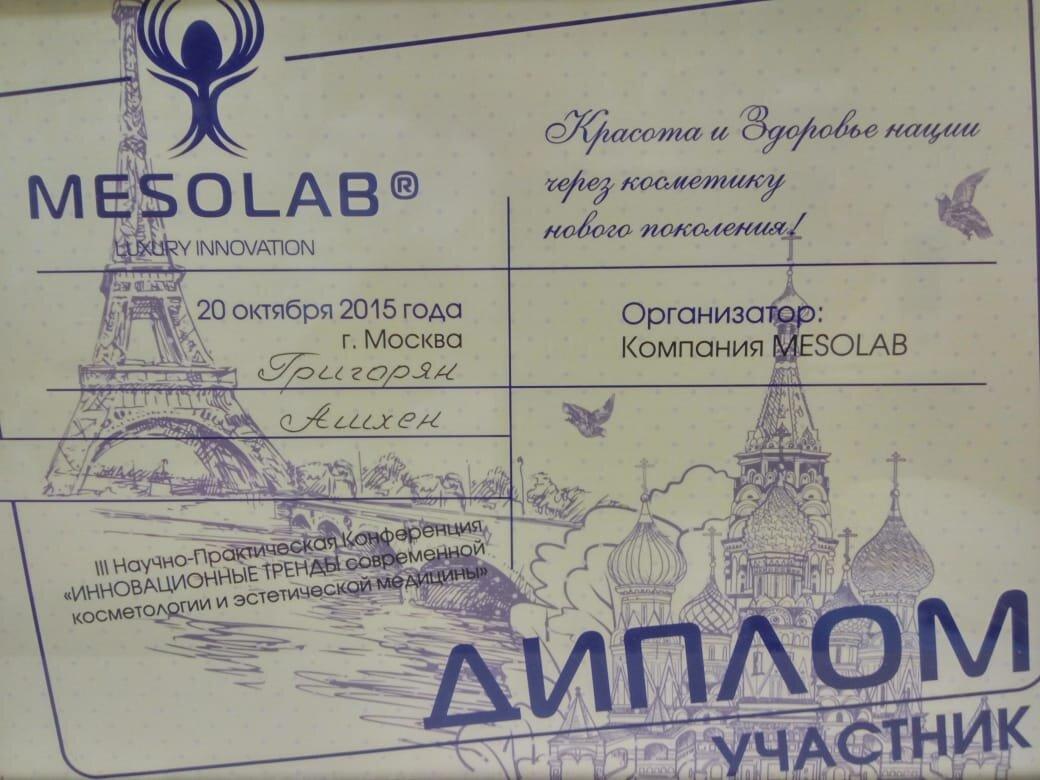 MESOLAB®
LUXURY INNOVATION
Красота и Здоровье нации
через косметику
нового поколения!
20 октября 2015 года
г. Москва
Григорян
Ашхен
Организатор:
Компания MESOLAB
III Научно-Практическая Конференция
«ИННОВАЦИОННЫЕ ТРЕНДЫ современной
косметологии и эстетической медицины»
ДИПЛОМ
УЧАСТНИК